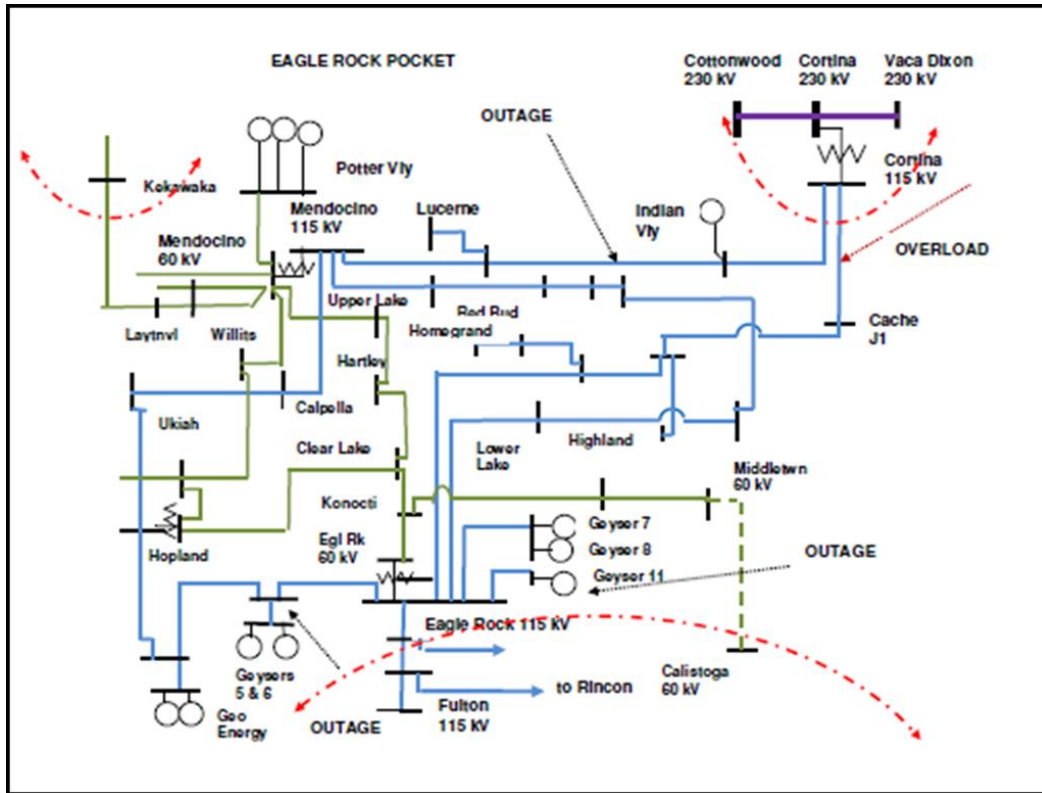 EAGLE ROCK POCKET
Cottonwood
230 kV
Cortina
230 kV
Vaca Dixon
230 kV
OUTAGE
Cortina
115 kV
Potter Vly
Kekawaka
Mendocino
115 kV
Lucerne
Indian
Vly
OVERLOAD
Mendocino
60 kV
Upper Lake
Red Bud
Homegrand
Cache
J1
Laytnvl
Willits
Hartley
Ukiah
Calpella
Clear Lake
Lower
Lake
Highland
Middletwn
60 kV
Konocti
Hopland
Egl Rk
60 kV
Geyser 7
Geyser 8
Geyser 11
OUTAGE
Eagle Rock 115 kV
Geysers
5 & 6
Geo
Energy
OUTAGE
Fulton
115 kV
to Rincon
Calistoga
60 kV